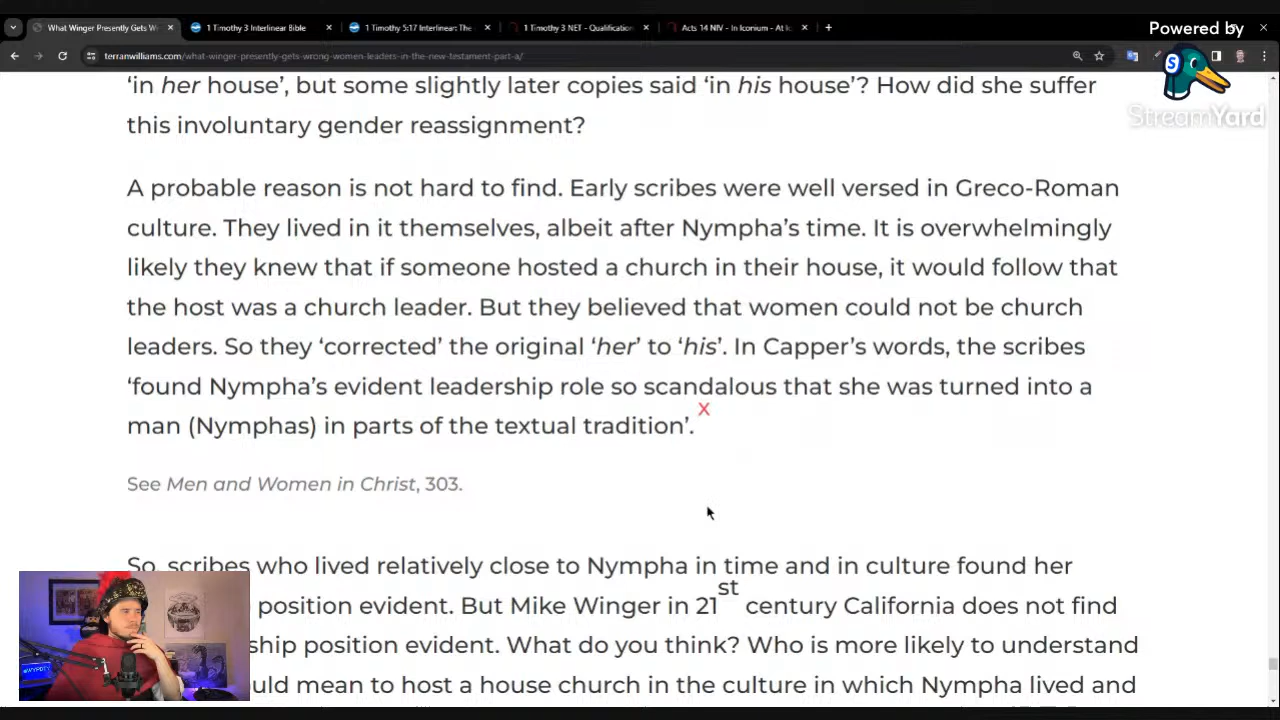 What Winger Presently Gets W
1 Timothy 3 Interlinear Bible
1 Timothy 5:17 Interlinear: The
1 Timothy 3 NET - Qualification
Acts 14 NIV - In Iconium - At Ic
Powered by
StreamYard
terranwilliams.com/what-winger-presently-gets-wrong-women-leaders-in-the-new-testament-part-a/
‘in her house’, but some slightly later copies said ‘in his house’? How did she suffer
this involuntary gender reassignment?
A probable reason is not hard to find. Early scribes were well versed in Greco-Roman
culture. They lived in it themselves, albeit after Nympha’s time. It is overwhelmingly
likely they knew that if someone hosted a church in their house, it would follow that
the host was a church leader. But they believed that women could not be church
leaders. So they ‘corrected’ the original ‘her’ to ‘his’. In Capper’s words, the scribes
‘found Nympha’s evident leadership role so scandalous that she was turned into a
man (Nymphas) in parts of the textual tradition’. X
See Men and Women in Christ, 303.
So, scribes who lived relatively close to Nympha in time and in culture found her
position evident. But Mike Winger in 21st century California does not find
ship position evident. What do you think? Who is more likely to understand
uld mean to host a house church in the culture in which Nympha lived and
#WYPDTY